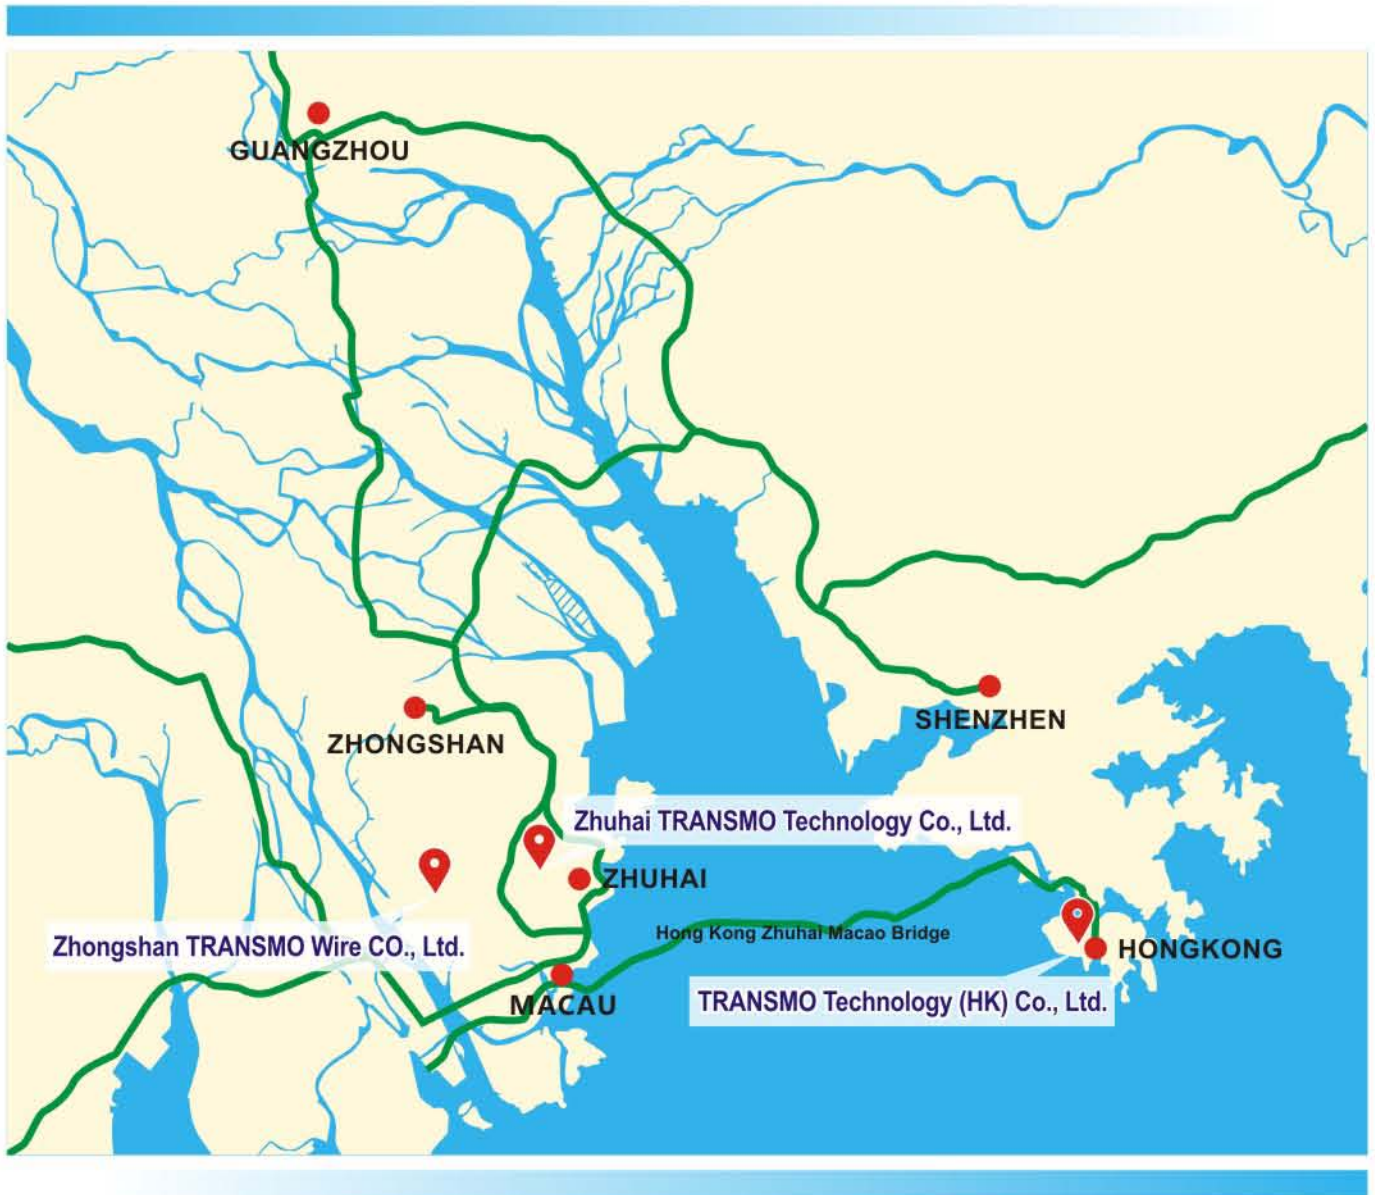 GUANGZHOU
SHENZHEN
ZHONGSHAN
Zhuhai TRANSMO Technology Co., Ltd.
ZHUHAI
Hong Kong Zhuhai Macao Bridge
Zhongshan TRANSMO Wire CO., Ltd.
HONGKONG
MACAU
TRANSMO Technology (HK) Co., Ltd.